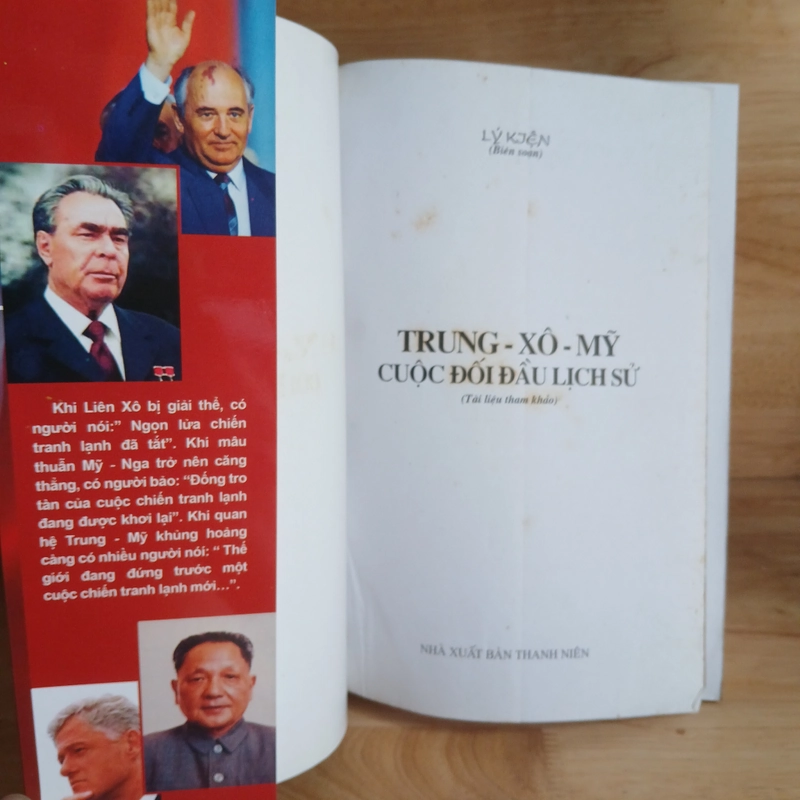 Khi Liên Xô bị giải thể, có
người nói:” Ngọn lửa chiến
tranh lạnh đã tắt”. Khi mâu
thuẫn Mỹ - Nga trở nên căng
thẳng, có người bảo: “Đống tro
tàn của cuộc chiến tranh lạnh
đang được khơi lại”. Khi quan
hệ Trung - Mỹ khủng hoảng
càng có nhiều người nói: “ Thế
giới đang đứng trước một
cuộc chiến tranh lạnh mới...”.
LÝ KIỆN
(Biên soạn)
TRUNG - XÔ - MỸ
CUỘC ĐỐI ĐẦU LỊCH SỬ
(Tài liệu tham khảo)
NHÀ XUẤT BẢN THANH NIÊN